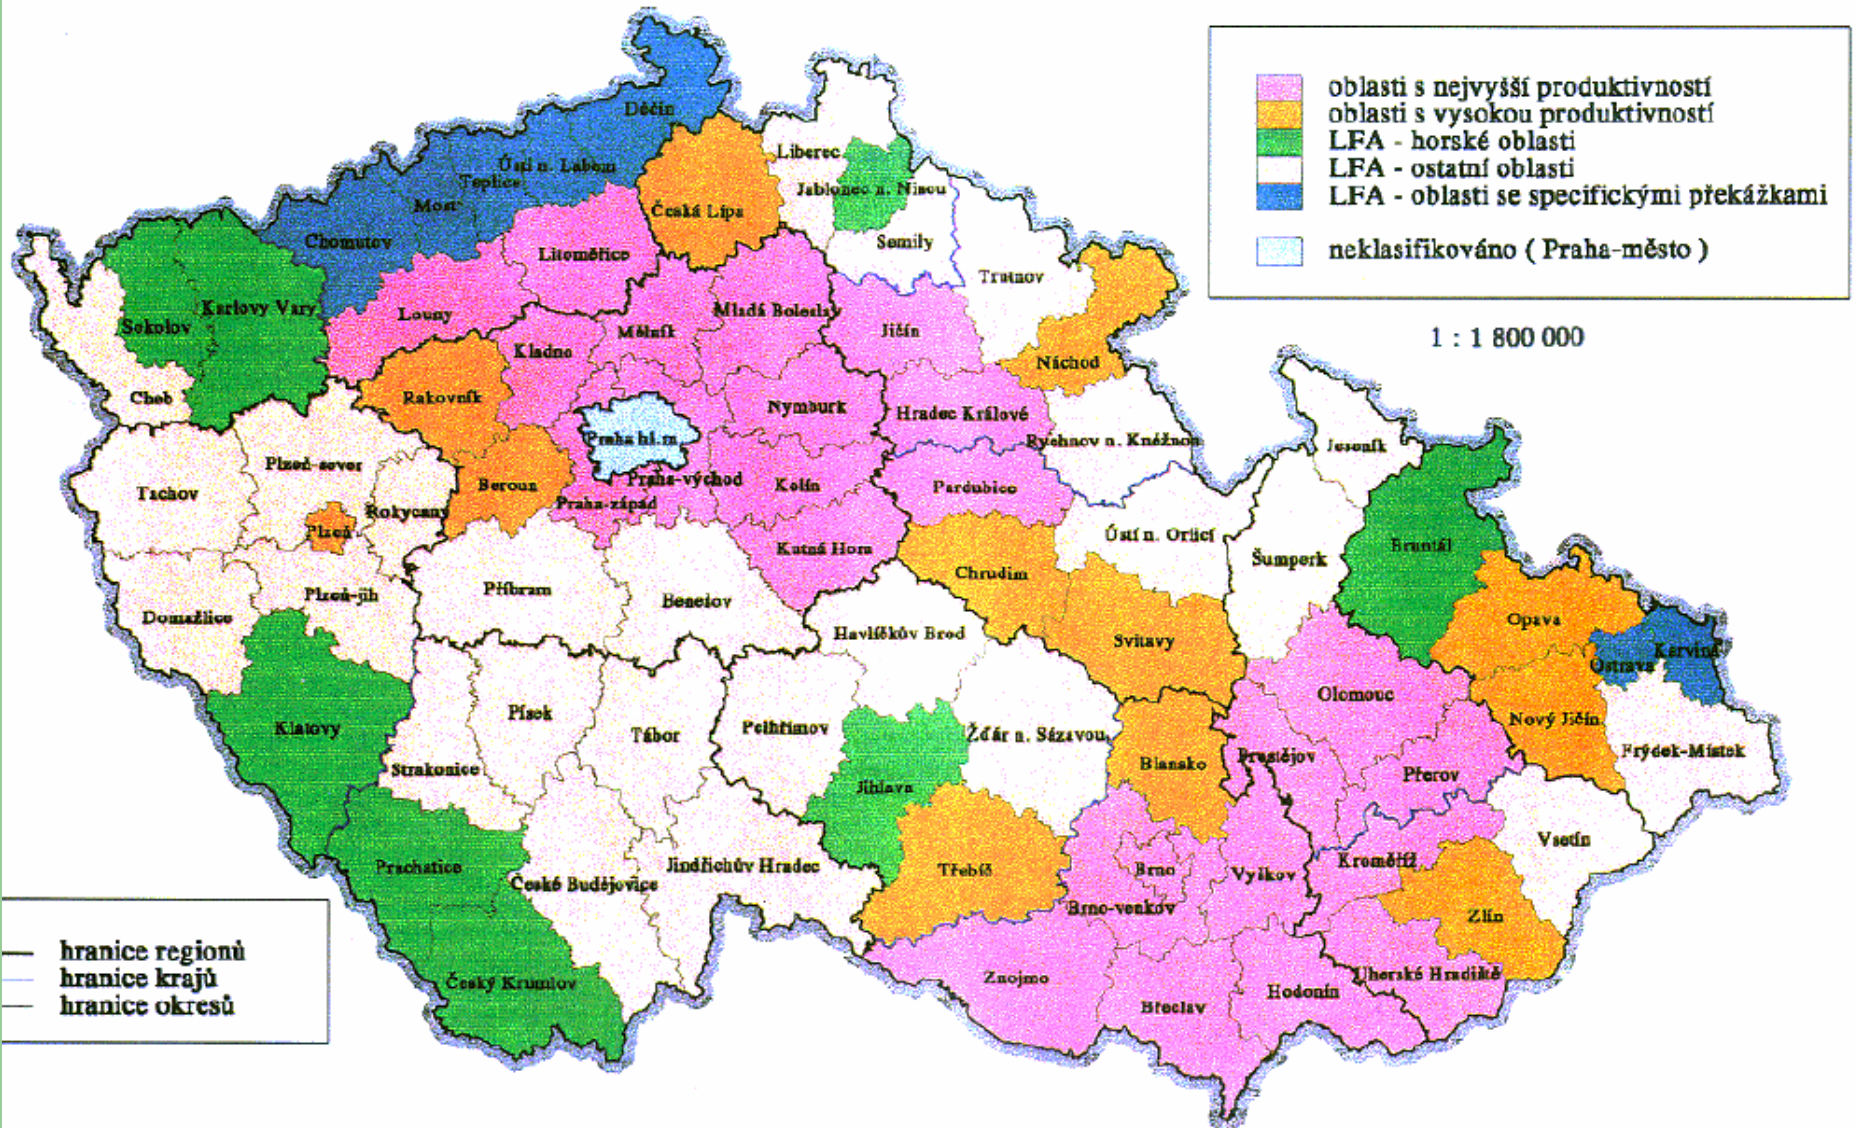 oblasti s nejvyšší produktivností
oblasti s vysokou produktivností
LFA - horské oblasti
LFA - ostatní oblasti
LFA - oblasti se specifickými překážkami
neklasifikováno ( Praha-město )
1 : 1 800 000
Děčín
Ústí n. Labem
Teplice
Most
Chomutov
Liberec
Jablonec n. Nisou
Česká Lípa
Litoměřice
Semily
Trutnov
Karlovy Vary
Sokolov
Louny
Mladá Boleslav
Mělník
Jičín
Kladno
Náchod
Cheb
Rakovník
Nymburk
Hradec Králové
Praha hl.m.
Rychnov n. Kněžnou
Jeseník
Plzeň-sever
Tachov
Beroun
Praha-východ
Kolín
Pardubice
Praha-západ
Rokycany
Plzeň
Ústí n. Orlicí
Kutná Hora
Bruntál
Šumperk
Chrudim
Příbram
Plzeň-jih
Benešov
Domažlice
Opava
Havlíčkův Brod
Svitavy
Karviná
Ostrava
Olomouc
Písek
Nový Jičín
Klatovy
Pelhřimov
Tábor
Žďár n. Sázavou
Frýdek-Místek
Prostějov
Blansko
Strakonice
Přerov
Jihlava
Vsetín
Kroměříž
Prachatice
Jindřichův Hradec
Třebíč
Brno
Vyškov
České Budějovice
Brno-venkov
Zlín
hranice regionů
hranice krajů
hranice okresů
Uherské Hradiště
Znojmo
Český Krumlov
Hodonín
Břeclav